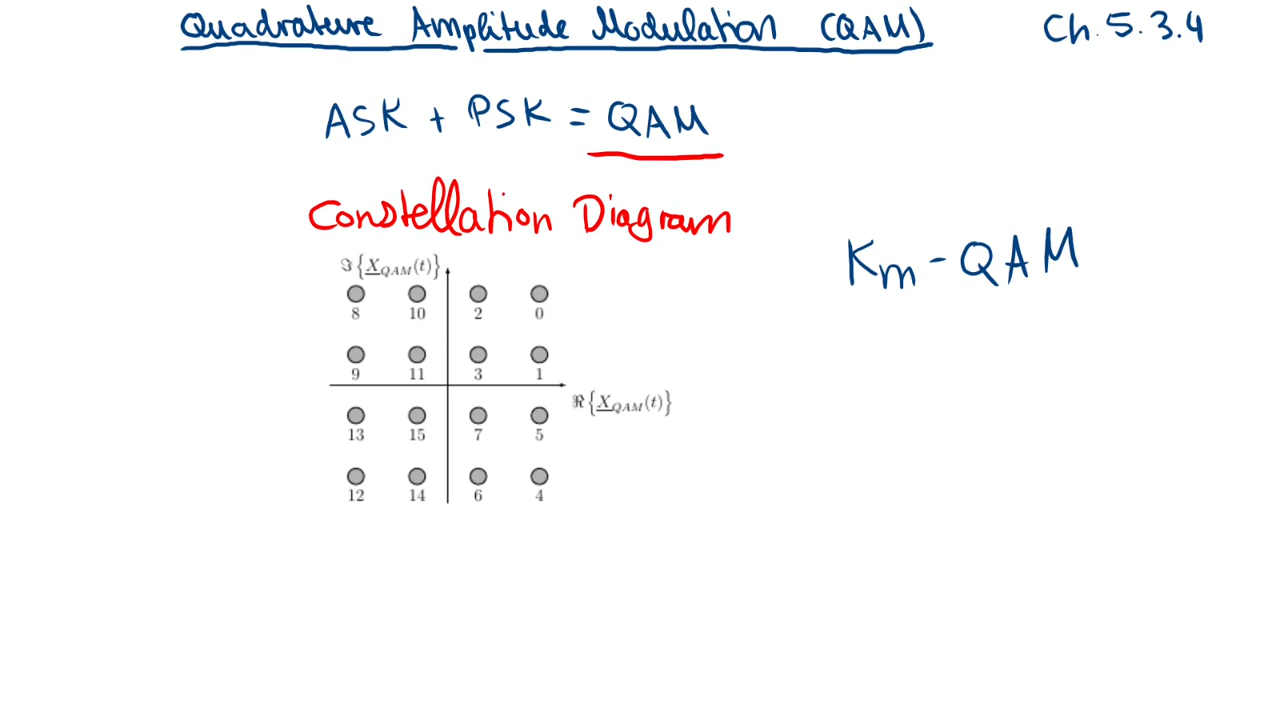 Quadrature Amplitude Modulation (QAM) Ch. 5.3.4
ASK + PSK = QAM
Constellation Diagram
Km - QAM
ℑ{X_QAM(t)}
8 10 2 0
9 11 3 1
ℜ{X_QAM(t)}
13 15 7 5
12 14 6 4